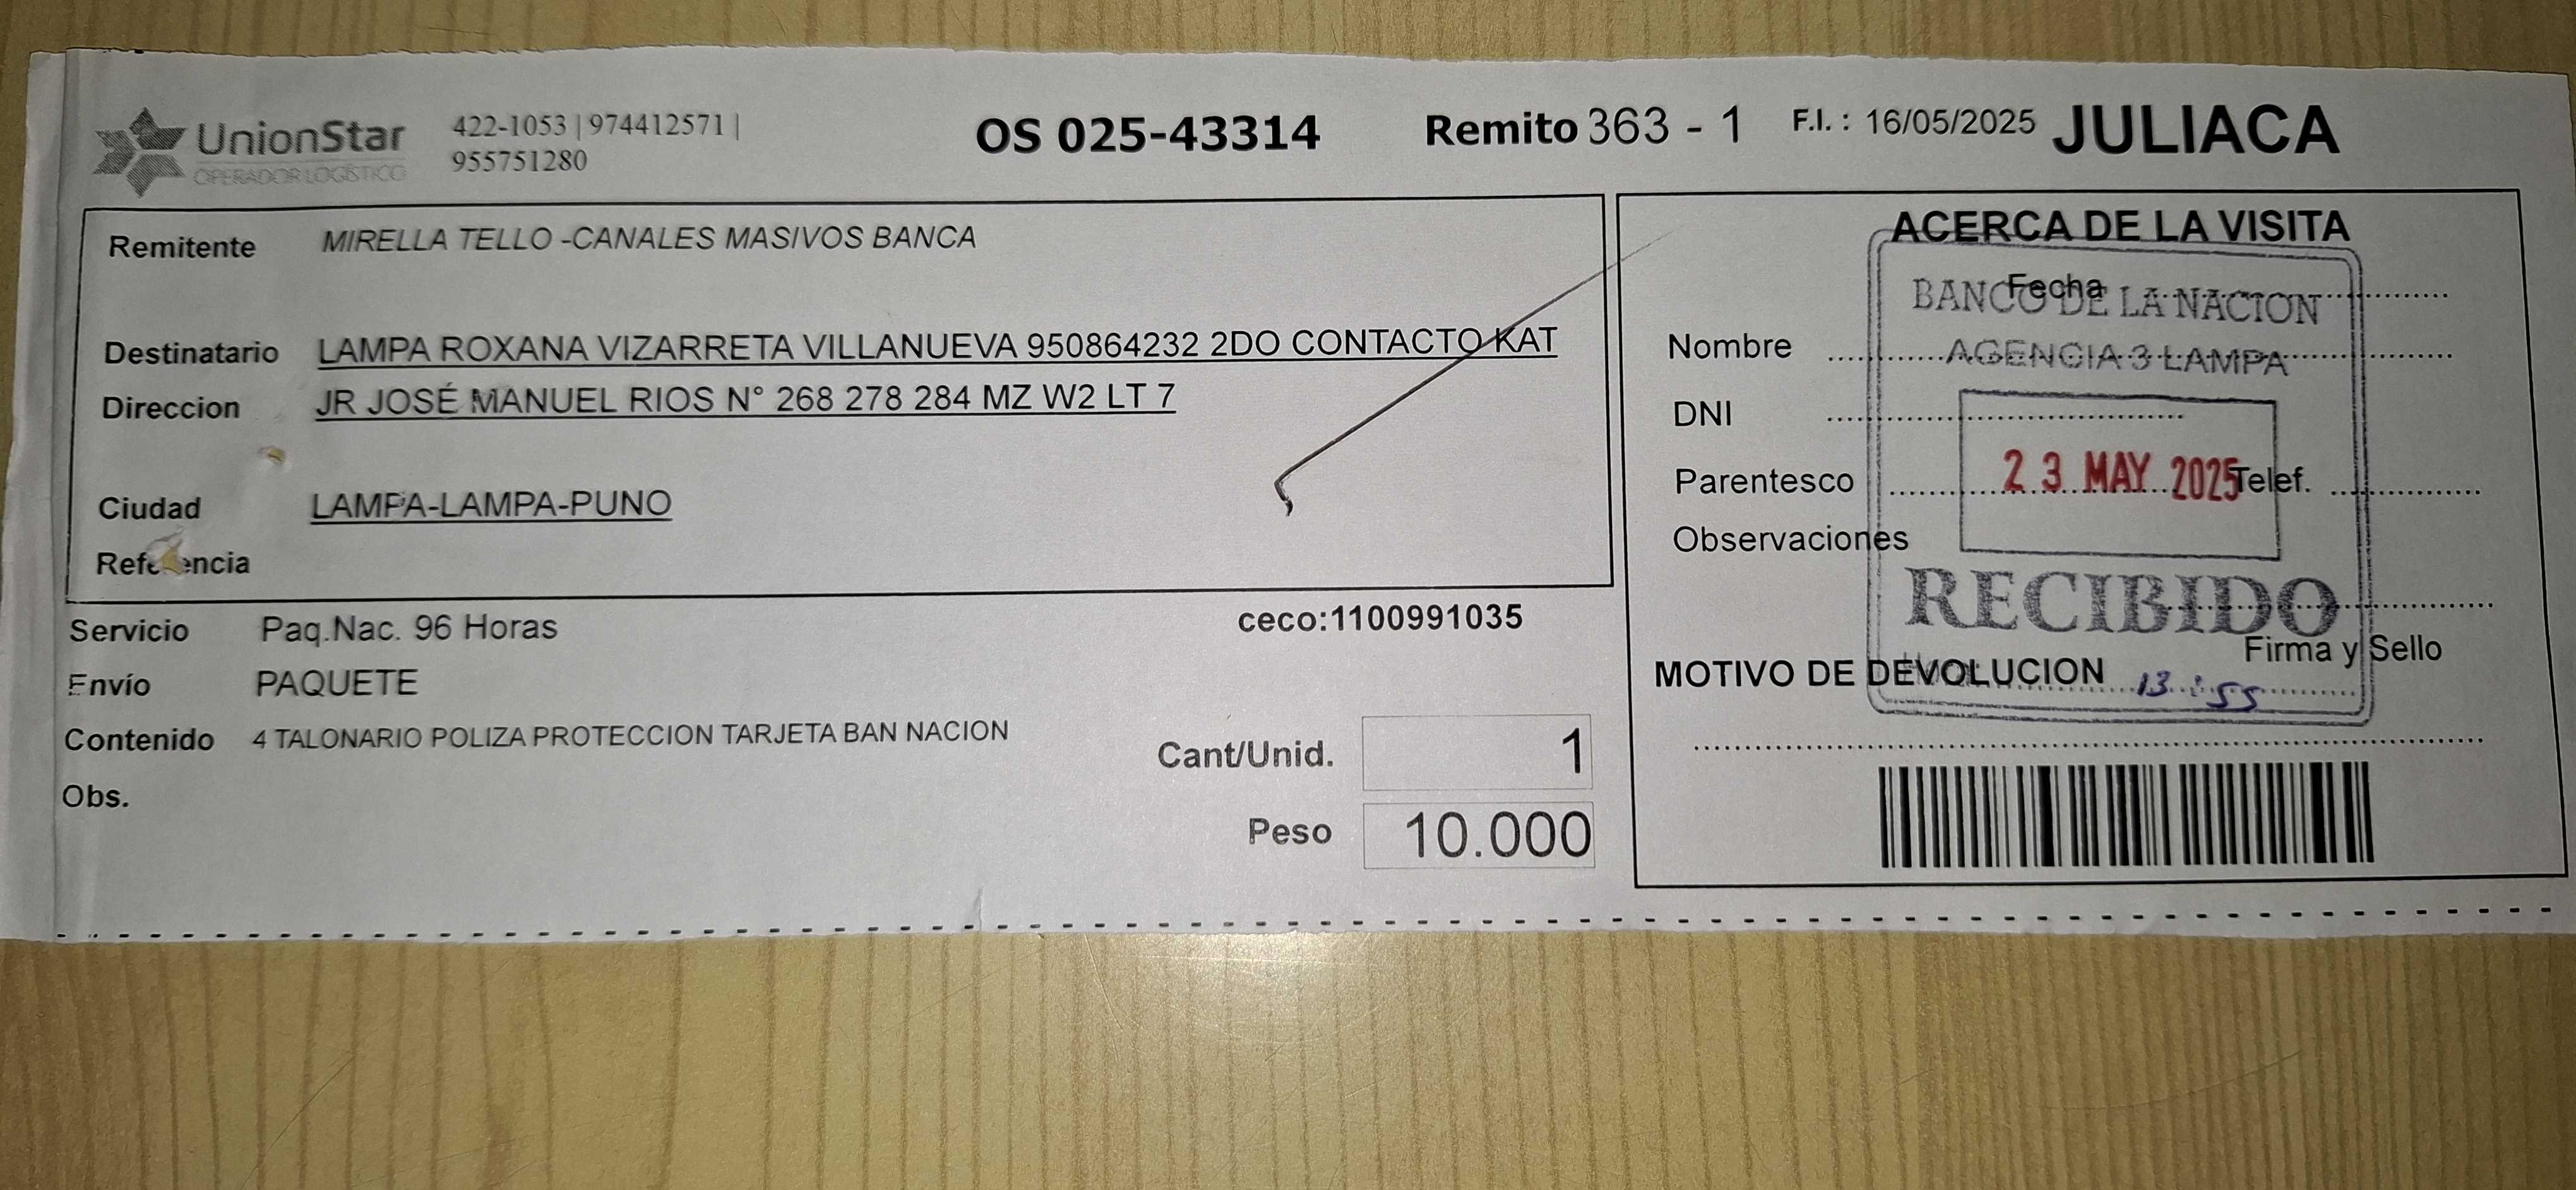 UnionStar
OPERADOR LOGÍSTICO
422-1053 | 974412571 |
955751280
OS 025-43314
Remito 363 - 1
F.I. : 16/05/2025
JULIACA
Remitente MIRELLA TELLO -CANALES MASIVOS BANCA
Destinatario LAMPA ROXANA VIZARRETA VILLANUEVA 950864232 2DO CONTACTO KAT
Direccion JR JOSÉ MANUEL RIOS N° 268 278 284 MZ W2 LT 7
Ciudad LAMPA-LAMPA-PUNO
Referencia
Servicio Paq.Nac. 96 Horas
ceco:1100991035
Envío PAQUETE
Contenido 4 TALONARIO POLIZA PROTECCION TARJETA BAN NACION
Obs.
Cant/Unid. 1
Peso 10.000
ACERCA DE LA VISITA
Fecha
Nombre
DNI
Parentesco
Telef.
Observaciones
Firma y Sello
MOTIVO DE DEVOLUCION
BANCO DE LA NACION
AGENCIA 3 LAMPA
23 MAY 2025
RECIBIDO
13:55